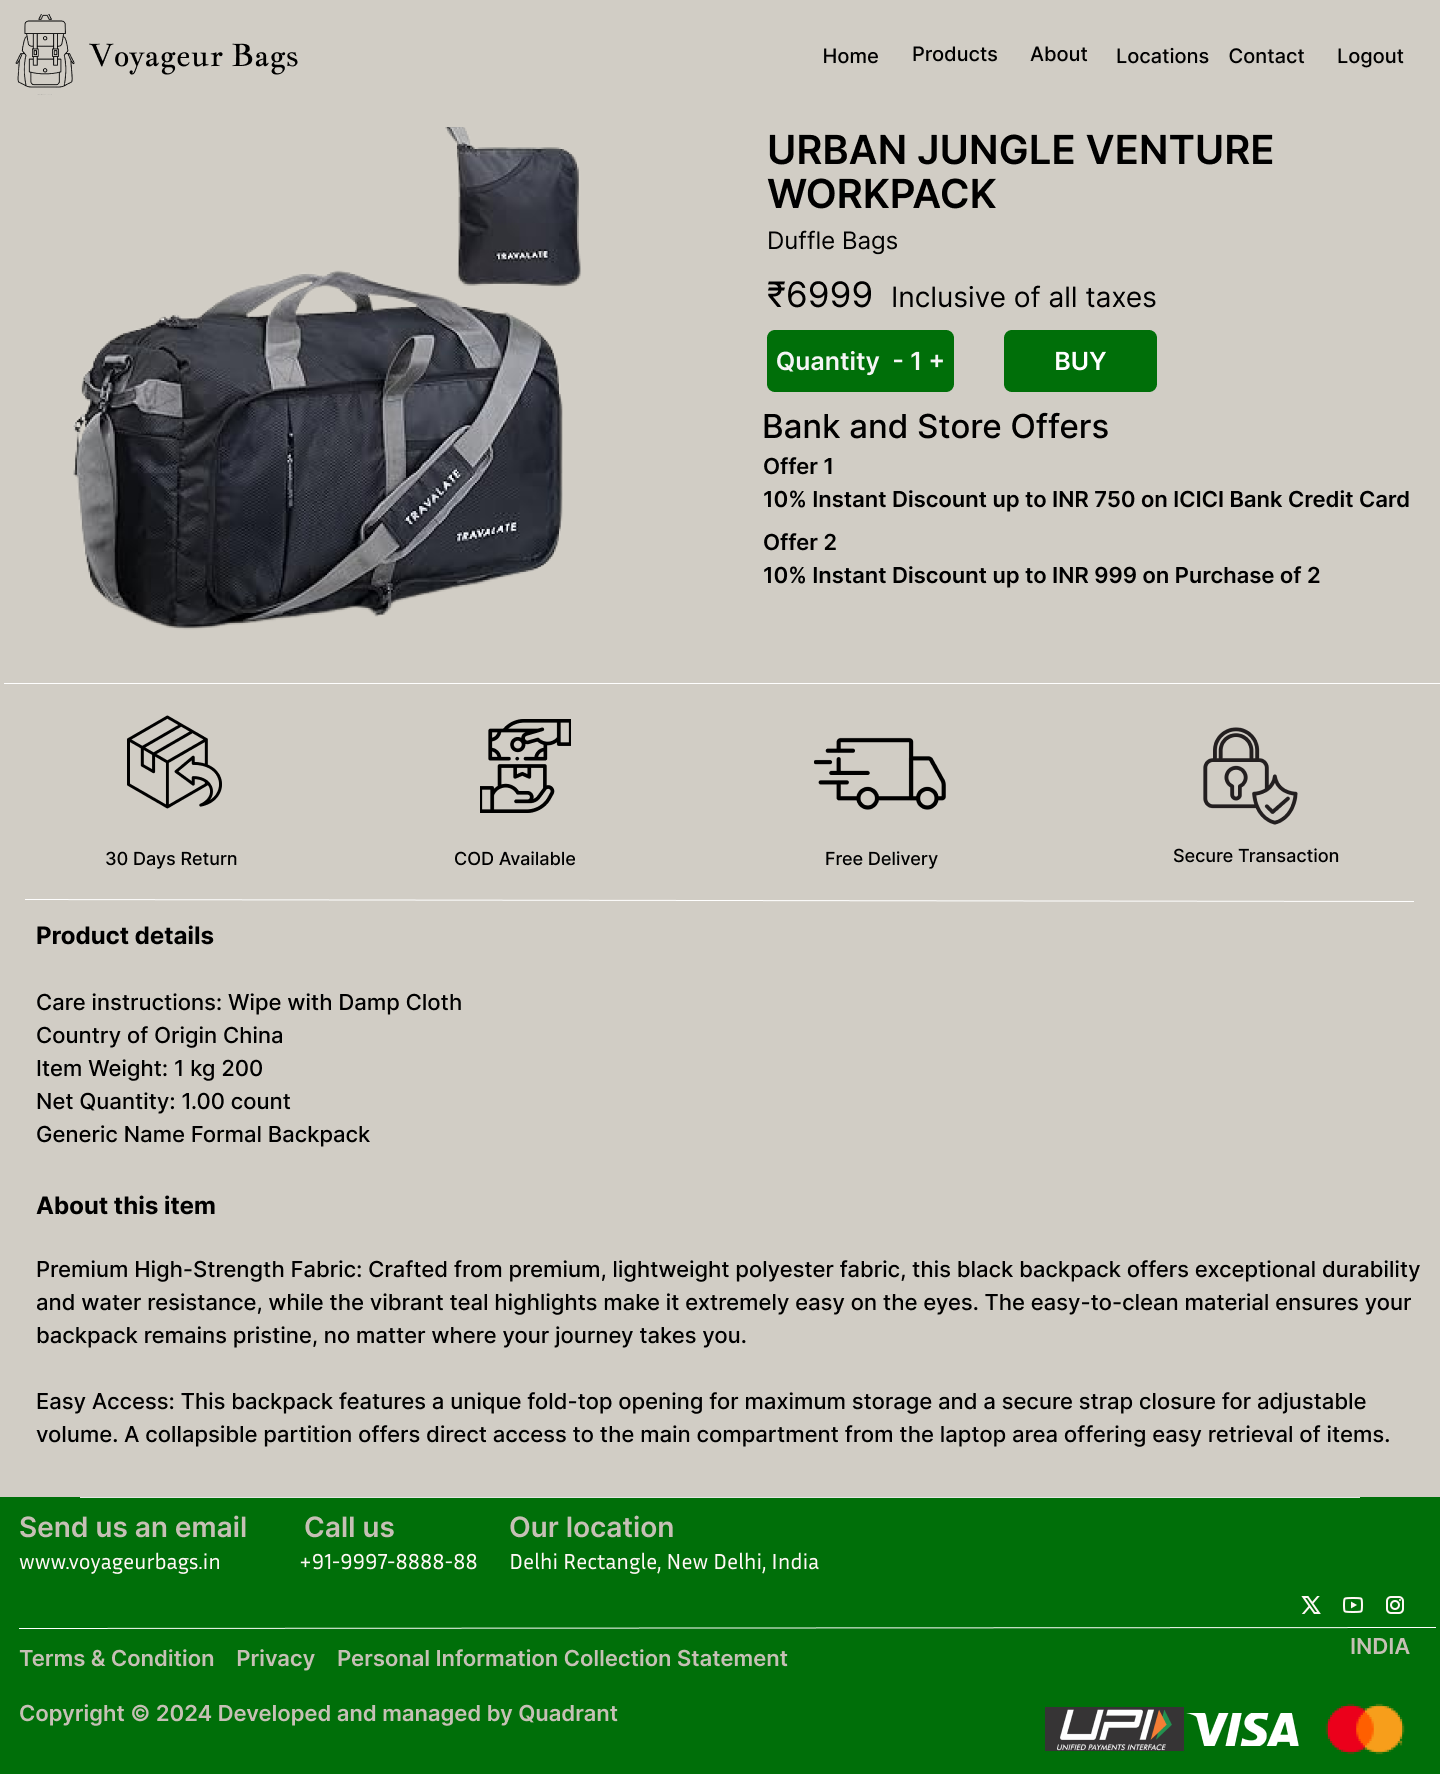 Voyageur Bags
Home Products About Locations Contact Logout
TRAVALATE
TRAVALATE
TRAVALATE
URBAN JUNGLE VENTURE
WORKPACK
Duffle Bags
₹6999 Inclusive of all taxes
Quantity - 1 +
BUY
Bank and Store Offers
Offer 1
10% Instant Discount up to INR 750 on ICICI Bank Credit Card
Offer 2
10% Instant Discount up to INR 999 on Purchase of 2
30 Days Return
COD Available
Free Delivery
Secure Transaction
Product details
Care instructions: Wipe with Damp Cloth
Country of Origin China
Item Weight: 1 kg 200
Net Quantity: 1.00 count
Generic Name Formal Backpack
About this item
Premium High-Strength Fabric: Crafted from premium, lightweight polyester fabric, this black backpack offers exceptional durability
and water resistance, while the vibrant teal highlights make it extremely easy on the eyes. The easy-to-clean material ensures your
backpack remains pristine, no matter where your journey takes you.
Easy Access: This backpack features a unique fold-top opening for maximum storage and a secure strap closure for adjustable
volume. A collapsible partition offers direct access to the main compartment from the laptop area offering easy retrieval of items.
Send us an email
www.voyageurbags.in
Call us
+91-9997-8888-88
Our location
Delhi Rectangle, New Delhi, India
INDIA
Terms & Condition Privacy Personal Information Collection Statement
Copyright © 2024 Developed and managed by Quadrant
UPI
UNIFIED PAYMENTS INTERFACE
VISA